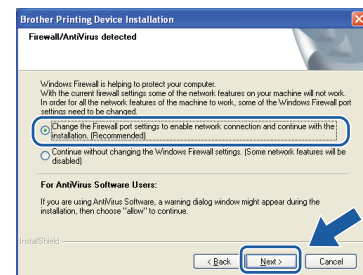 Brother Printing Device Installation
Firewall/AntiVirus detected
Windows Firewall is helping to protect your computer.
With the current firewall settings some of the network features on your machine will not work.
In order for all the network features of the machine to work, some of the Windows Firewall port
settings need to be changed.
Change the Firewall port settings to enable network connection and continue with the
installation. (Recommended)
Continue without changing the Windows Firewall settings. (Some network features will be
disabled)
For AntiVirus Software Users:
If you are using AntiVirus Software, a warning dialog window might appear during the
installation, then choose "allow" to continue.
InstallShield
< Back Next > Cancel